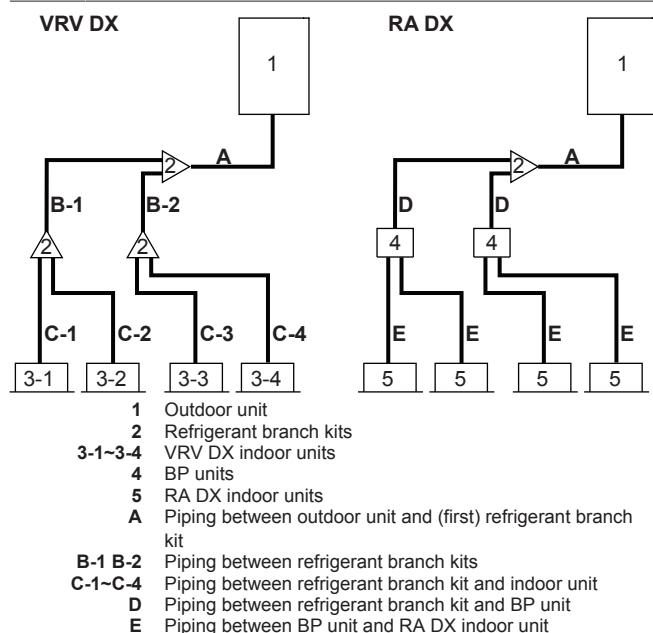 VRV DX RA DX
1 1
2 A 2 A
B-1 B-2 D D
2 2 4 4
C-1 C-2 C-3 C-4 E E E E
3-1 3-2 3-3 3-4 5 5 5 5
1 Outdoor unit
2 Refrigerant branch kits
3-1~3-4 VRV DX indoor units
4 BP units
5 RA DX indoor units
A Piping between outdoor unit and (first) refrigerant branch
kit
B-1 B-2 Piping between refrigerant branch kits
C-1~C-4 Piping between refrigerant branch kit and indoor unit
D Piping between refrigerant branch kit and BP unit
E Piping between BP unit and RA DX indoor unit